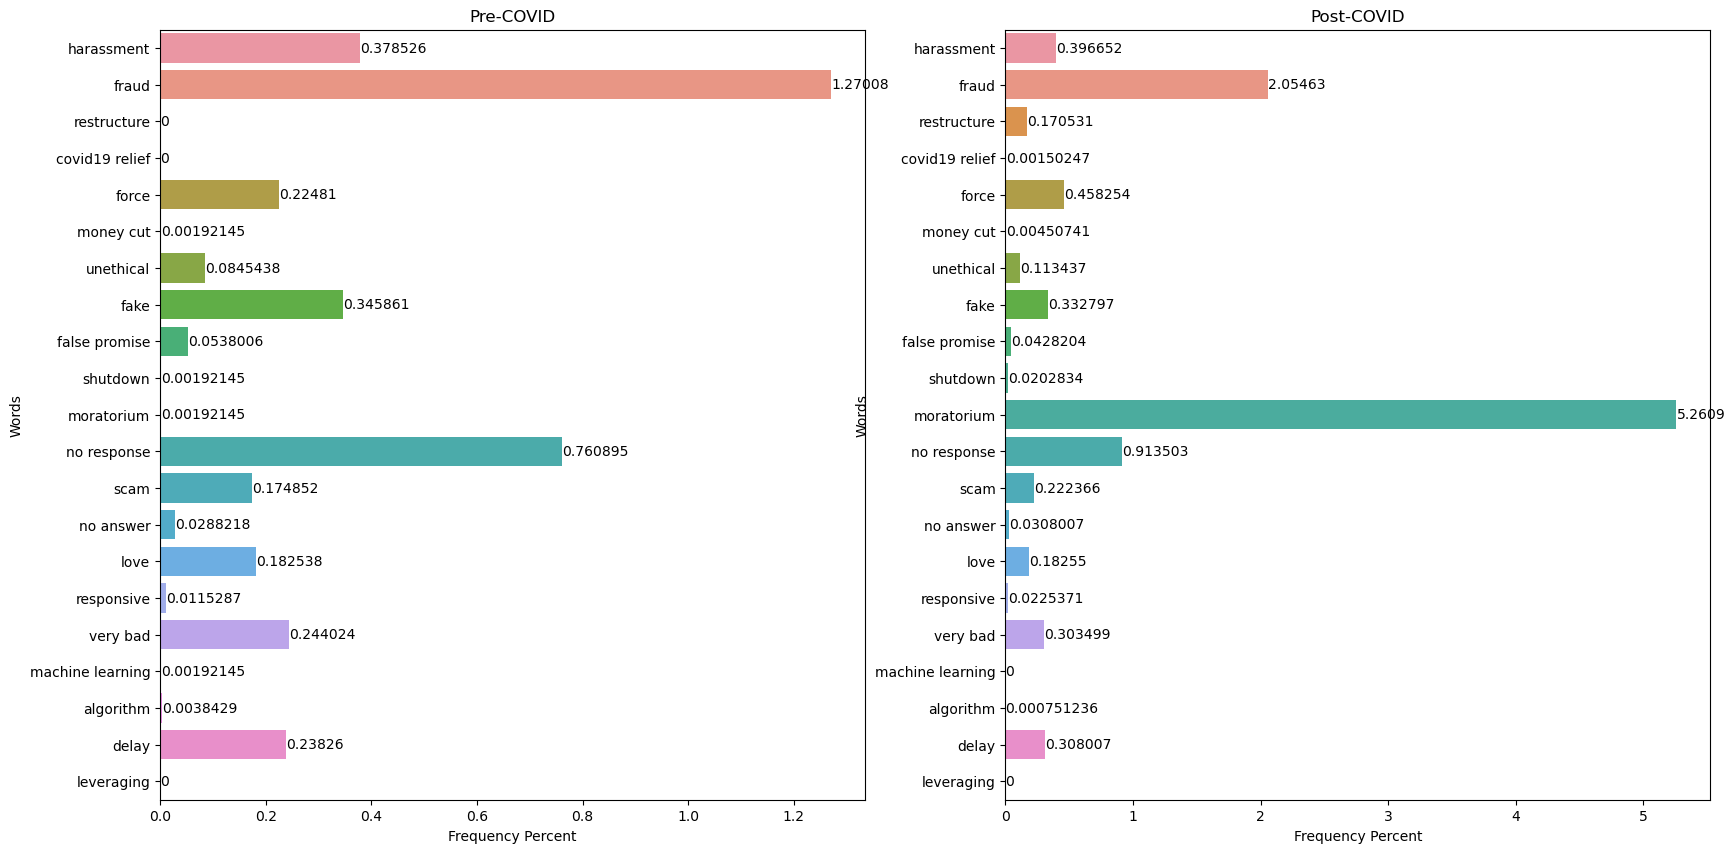 Pre-COVID
harassment 0.378526
fraud 1.27008
restructure 0
covid19 relief 0
force 0.22481
money cut 0.00192145
unethical 0.0845438
fake 0.345861
false promise 0.0538006
shutdown 0.00192145
moratorium 0.00192145
no response 0.760895
scam 0.174852
no answer 0.0288218
love 0.182538
responsive 0.0115287
very bad 0.244024
machine learning 0.00192145
algorithm 0.0038429
delay 0.23826
leveraging 0
Words
0.0 0.2 0.4 0.6 0.8 1.0 1.2
Frequency Percent
Post-COVID
harassment 0.396652
fraud 2.05463
restructure 0.170531
covid19 relief 0.00150247
force 0.458254
money cut 0.00450741
unethical 0.113437
fake 0.332797
false promise 0.0428204
shutdown 0.0202834
moratorium 5.2609
no response 0.913503
scam 0.222366
no answer 0.0308007
love 0.18255
responsive 0.0225371
very bad 0.303499
machine learning 0
algorithm 0.000751236
delay 0.308007
leveraging 0
Words
0 1 2 3 4 5
Frequency Percent